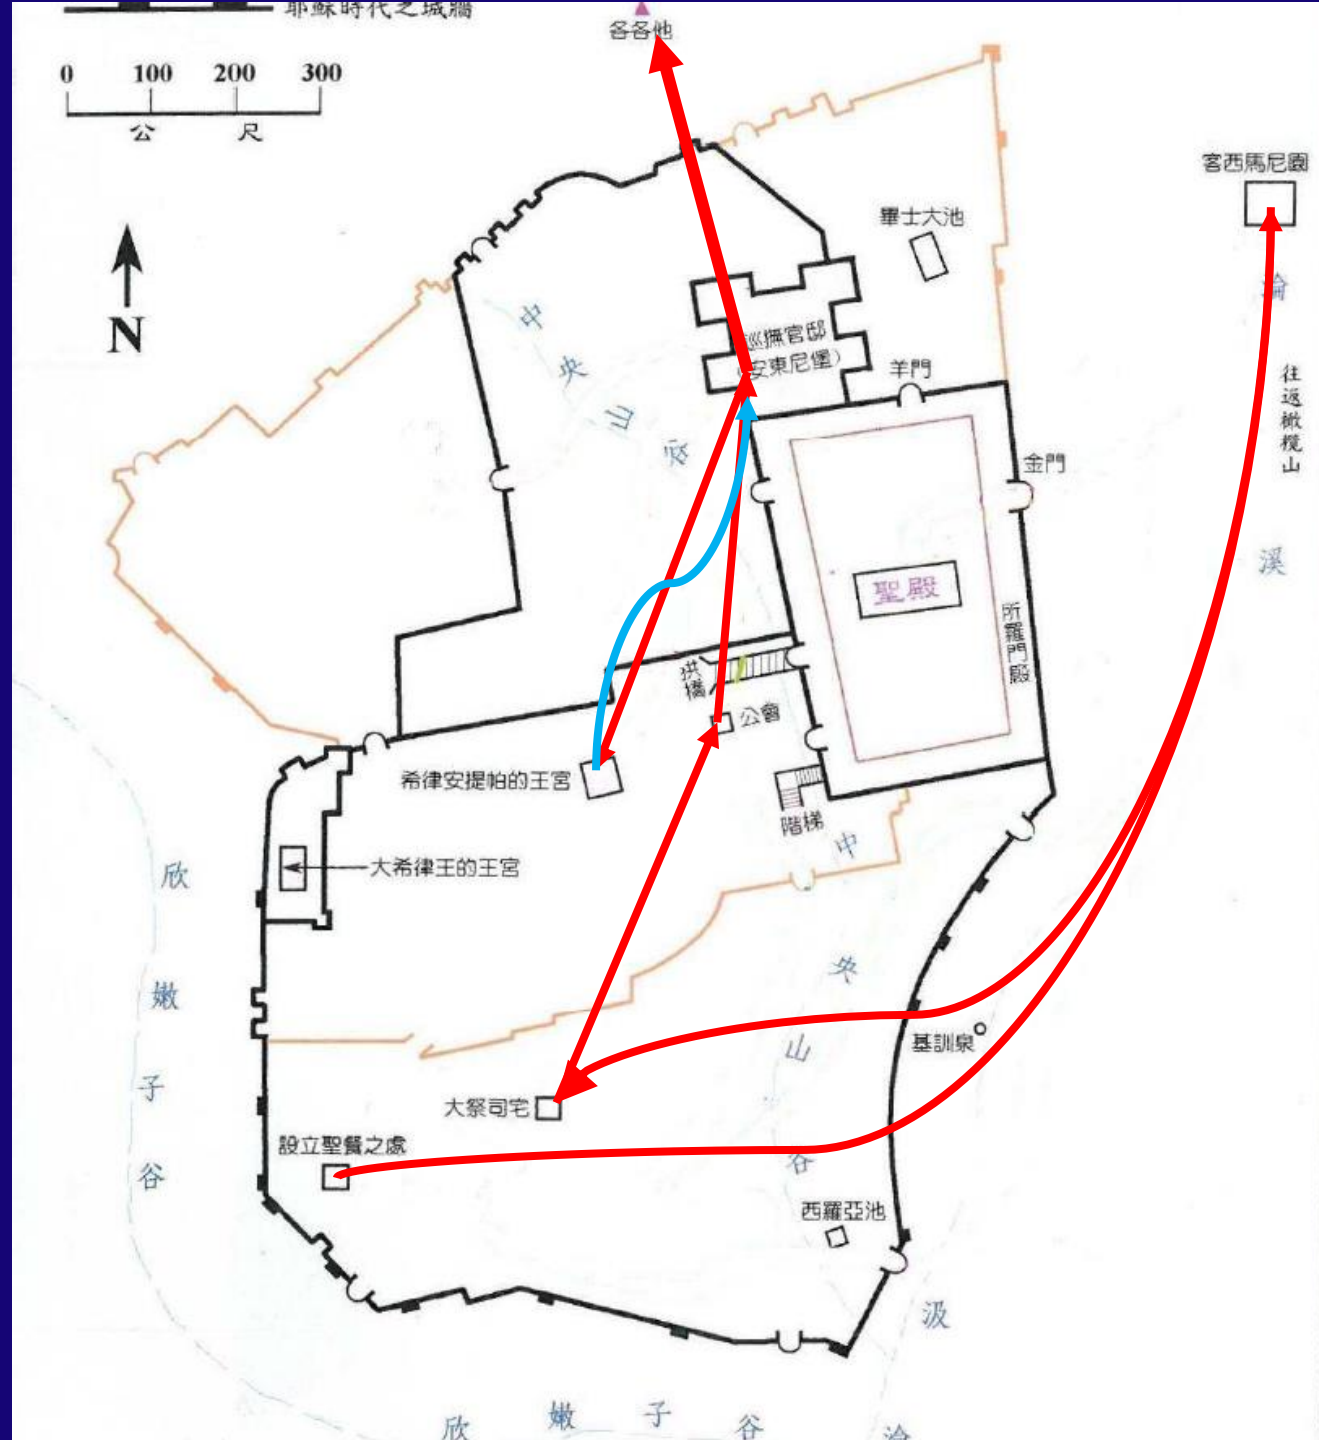 耶穌時代之城牆
0 100 200 300
公 尺
N
各各他
客西馬尼園
畢士大池
巡撫官邸
(安東尼堡)
羊門
金門
中
央
山
谷
淪
溪
往返橄欖山
聖殿
所羅門殿
拱橋
公會
希律安提帕的王宮
階梯
大希律王的王宮
中
央
山
谷
欣
嫩
子
谷
基訓泉
大祭司宅
設立聖餐之處
西羅亞池
汲
淪
欣
嫩
子
谷